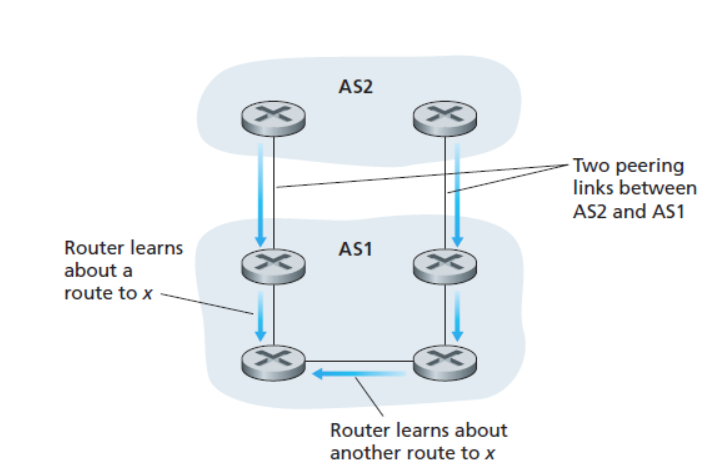 AS2
Two peering
links between
AS2 and AS1
AS1
Router learns
about a
route to x
Router learns about
another route to x